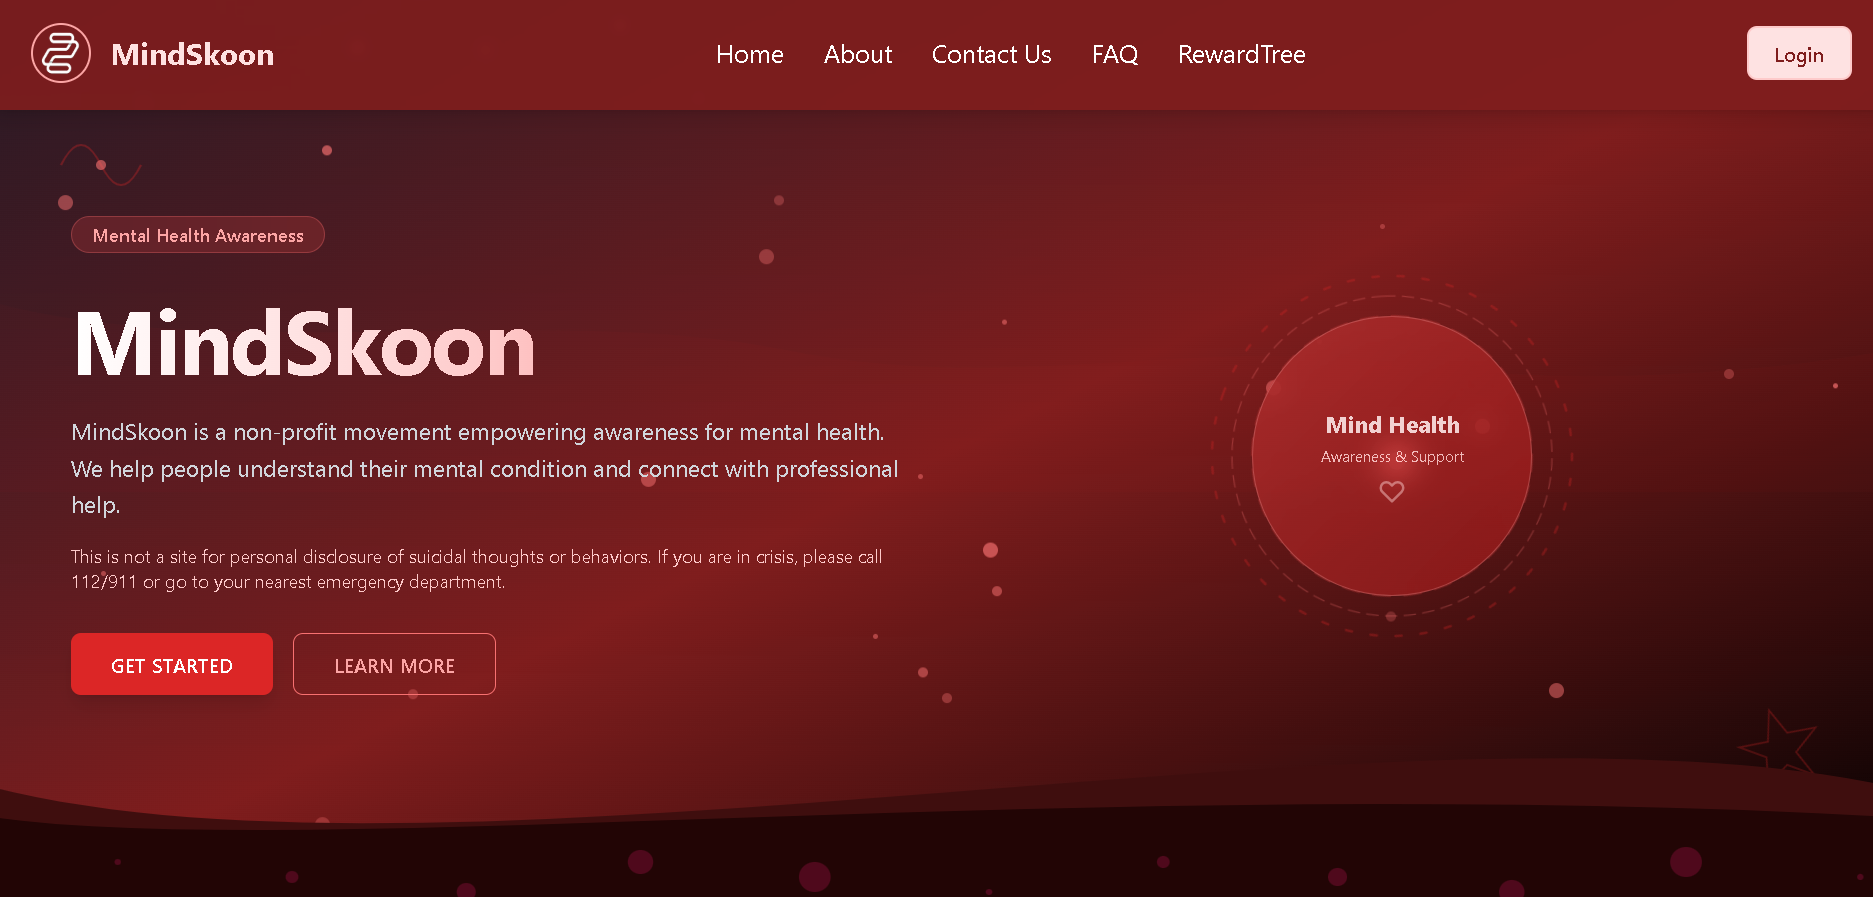 MindSkoon
Home
About
Contact Us
FAQ
RewardTree
Login
Mental Health Awareness
MindSkoon
MindSkoon is a non-profit movement empowering awareness for mental health.
We help people understand their mental condition and connect with professional
help.
This is not a site for personal disclosure of suicidal thoughts or behaviors. If you are in crisis, please call
112/911 or go to your nearest emergency department.
GET STARTED
LEARN MORE
Mind Health
Awareness & Support